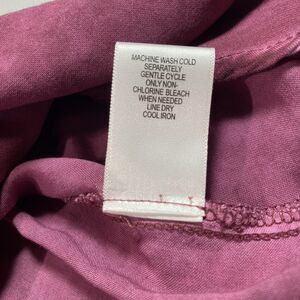 MACHINE WASH COLD
SEPARATELY
GENTLE CYCLE
ONLY NON-
CHLORINE BLEACH
WHEN NEEDED
LINE DRY
COOL IRON